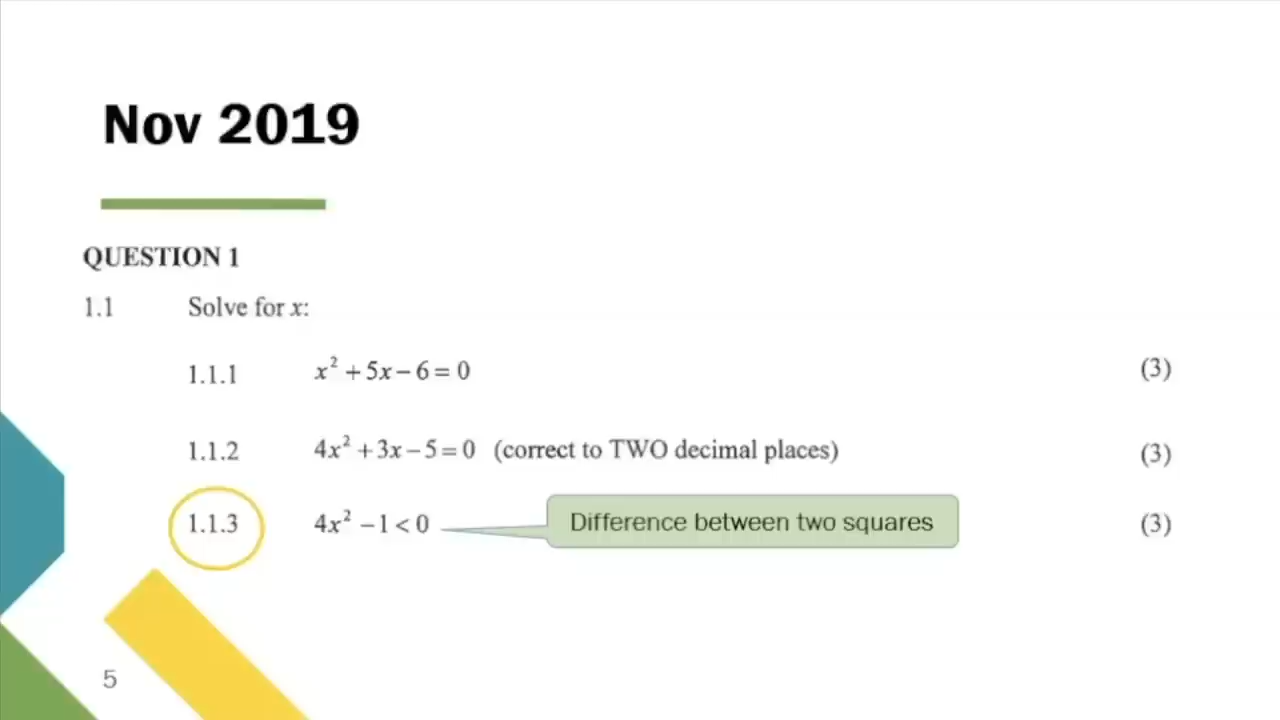 Nov 2019
QUESTION 1
1.1 Solve for x:
1.1.1 x² + 5x − 6 = 0 (3)
1.1.2 4x² + 3x − 5 = 0 (correct to TWO decimal places) (3)
1.1.3 4x² − 1 < 0 Difference between two squares (3)
5